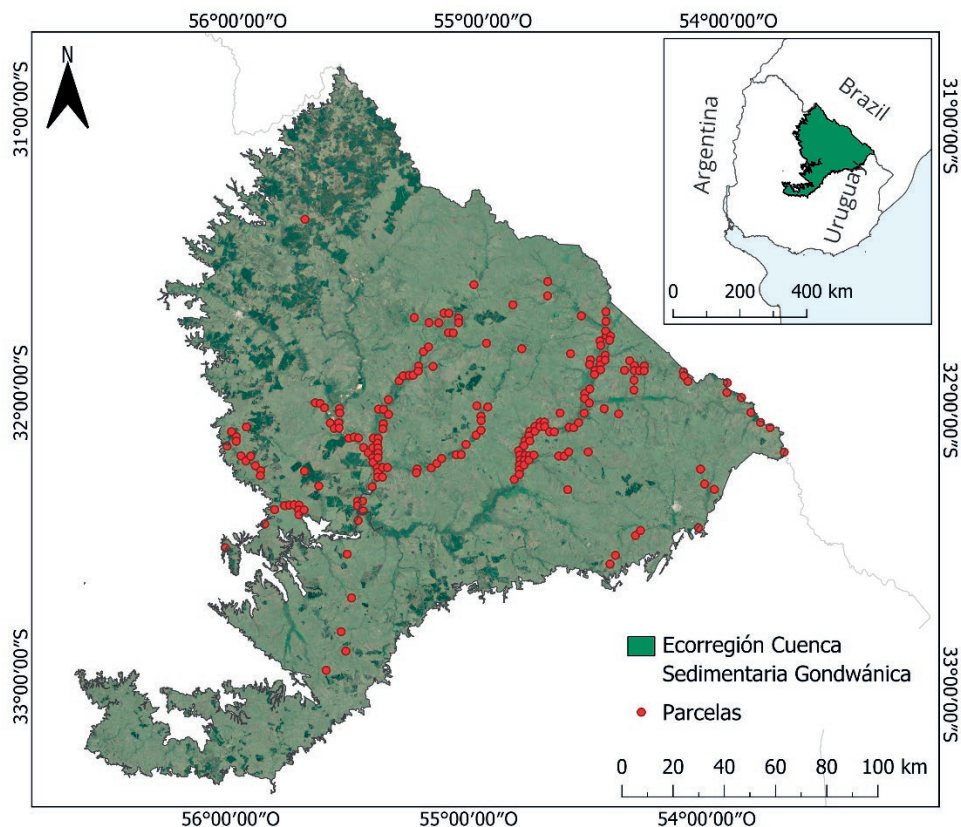 56°00'00"O 55°00'00"O 54°00'00"O
N
31°00'00"S
31°00'00"S
Brazil
Argentina
Uruguay
0 200 400 km
32°00'00"S
32°00'00"S
33°00'00"S
33°00'00"S
Ecorregión Cuenca
Sedimentaria Gondwánica
Parcelas
0 20 40 60 80 100 km
56°00'00"O 55°00'00"O 54°00'00"O